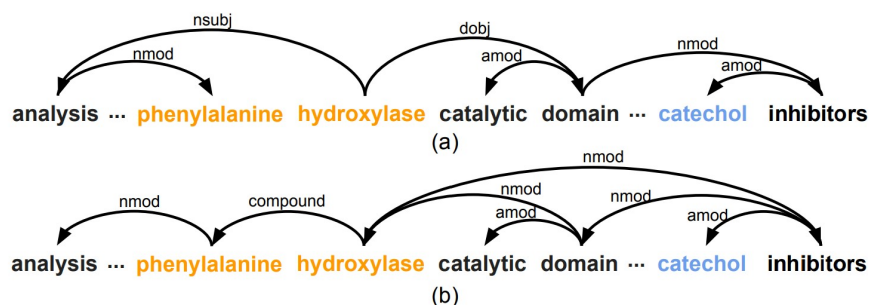 nsubj
dobj
nmod
amod
nmod
amod
analysis ... phenylalanine hydroxylase catalytic domain ... catechol inhibitors
(a)
nmod
nmod
compound
nmod
nmod
amod
amod
analysis ... phenylalanine hydroxylase catalytic domain ... catechol inhibitors
(b)